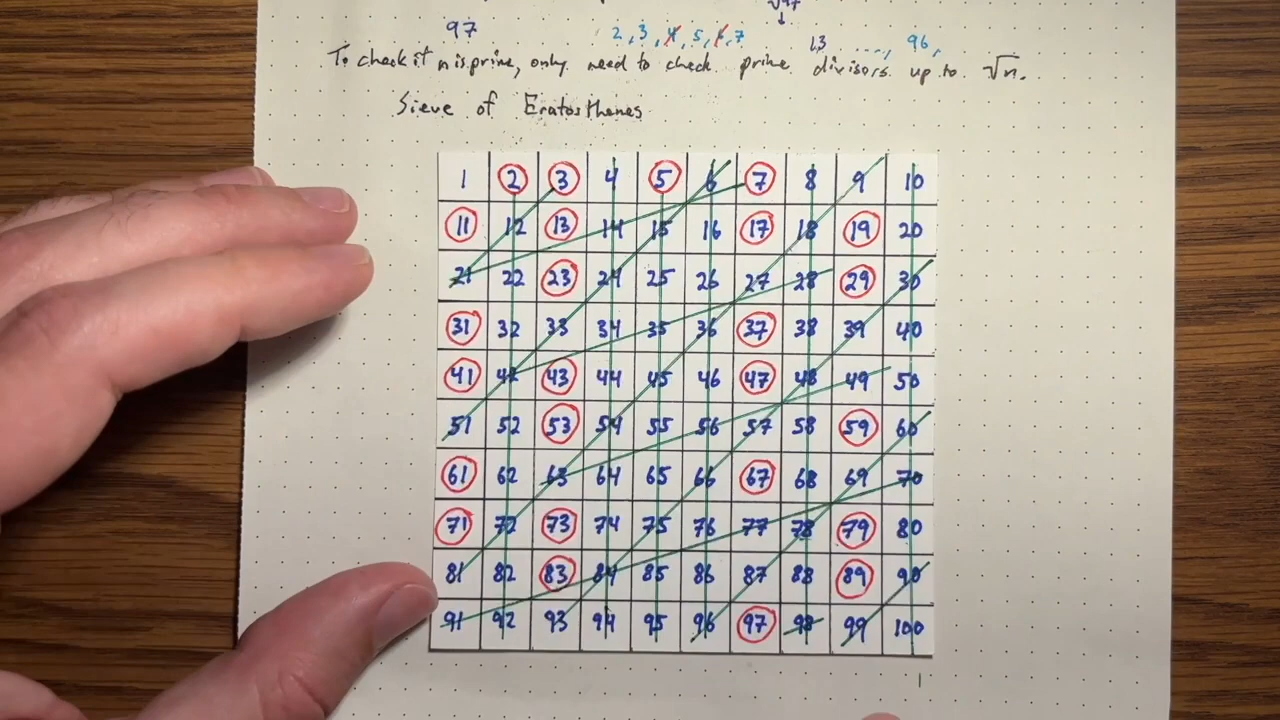 √97
97 2, 3, 4, 5, 6, 7 13 ...., 96,
To check if n is prime, only need to check prime divisors up to √n.
Sieve of Eratosthenes
1 2 3 4 5 6 7 8 9 10
11 12 13 14 15 16 17 18 19 20
21 22 23 24 25 26 27 28 29 30
31 32 33 34 35 36 37 38 39 40
41 42 43 44 45 46 47 48 49 50
51 52 53 54 55 56 57 58 59 60
61 62 63 64 65 66 67 68 69 70
71 72 73 74 75 76 77 78 79 80
81 82 83 84 85 86 87 88 89 90
91 92 93 94 95 96 97 98 99 100